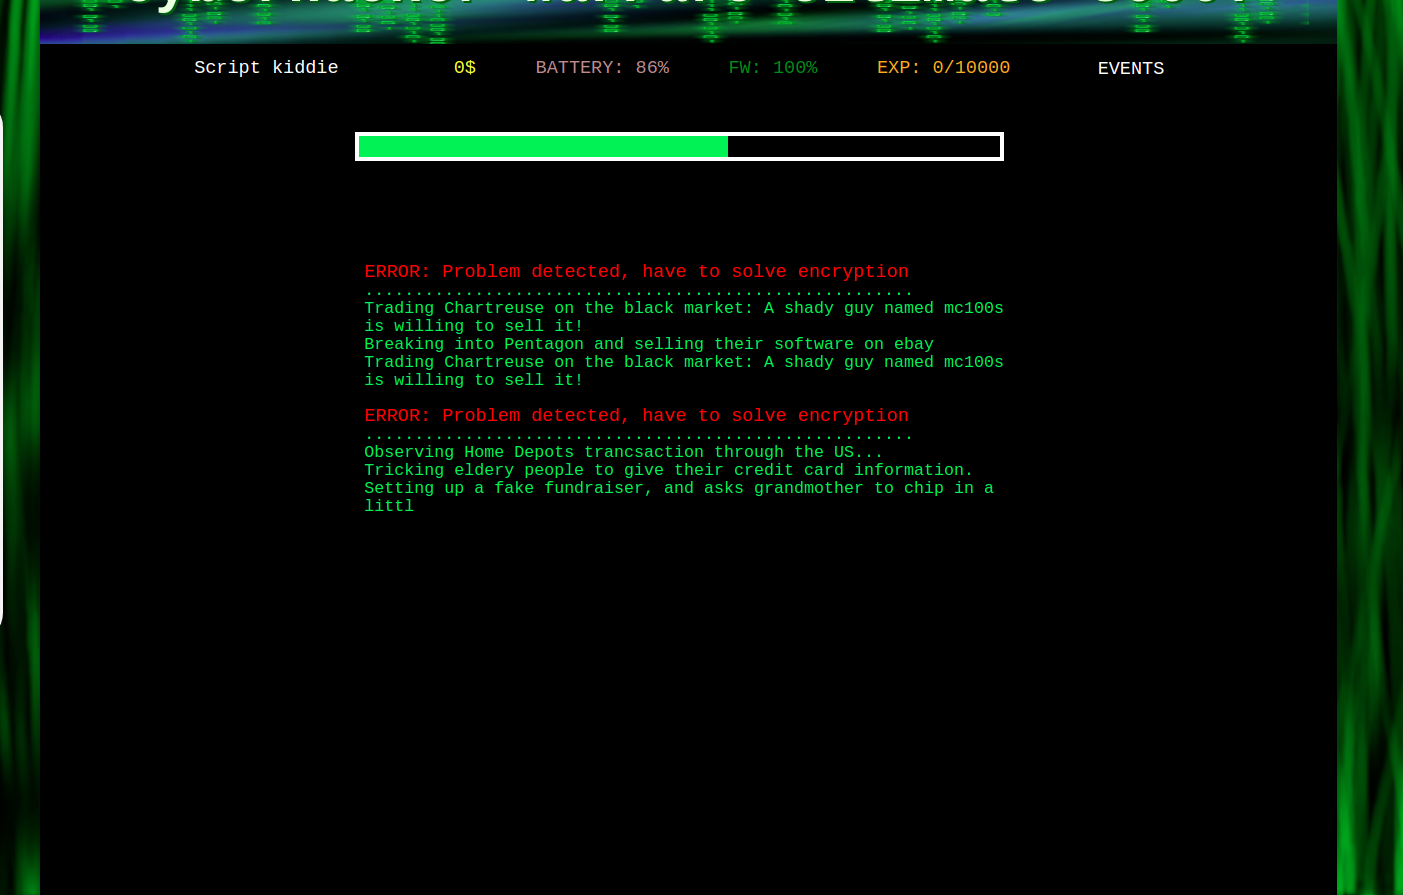 Script kiddie 0$ BATTERY: 86% FW: 100% EXP: 0/10000 EVENTS
ERROR: Problem detected, have to solve encryption
.......................................................
Trading Chartreuse on the black market: A shady guy named mc100s
is willing to sell it!
Breaking into Pentagon and selling their software on ebay
Trading Chartreuse on the black market: A shady guy named mc100s
is willing to sell it!
ERROR: Problem detected, have to solve encryption
.......................................................
Observing Home Depots trancsaction through the US...
Tricking eldery people to give their credit card information.
Setting up a fake fundraiser, and asks grandmother to chip in a
littl